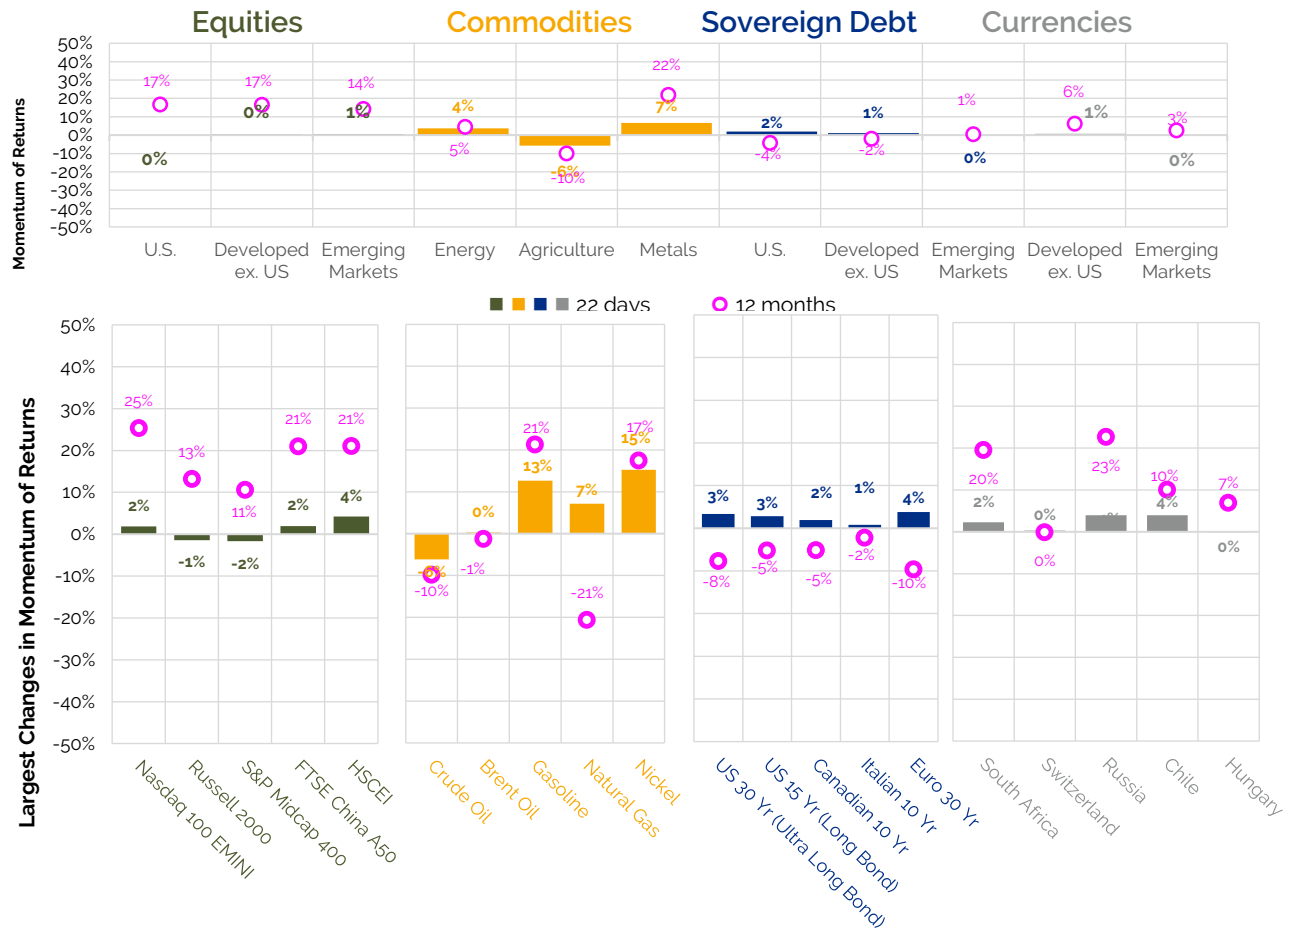 Equities Commodities Sovereign Debt Currencies
Momentum of Returns
50%
40%
30%
20%
10%
0%
-10%
-20%
-30%
-40%
-50%
17% 17% 14% 4% 22% 2% 1% 1% 6% 3%
0% 0% 1% 5% -6% 7% -4% -2% 0% 1% 0%
-10%
U.S. Developed ex. US Emerging Markets Energy Agriculture Metals U.S. Developed ex. US Emerging Markets Developed ex. US Emerging Markets
22 days 12 months
Largest Changes in Momentum of Returns
50%
40%
30%
20%
10%
0%
-10%
-20%
-30%
-40%
-50%
25% 13% 11% 21% 21%
2% -1% -2% 2% 4%
Nasdaq 100 EMINI
Russell 2000
S&P Midcap 400
FTSE China A50
HSCEI
0% 21% 13% 7% 17% 15%
-10% -1% -21%
Crude Oil
Brent Oil
Gasoline
Natural Gas
Nickel
3% 3% 2% 1% 4%
-8% -5% -5% -2% -10%
US 30 Yr (Ultra Long Bond)
US 15 Yr (Long Bond)
Canadian 10 Yr
Italian 10 Yr
Euro 30 Yr
20% 0% 23% 10% 7%
2% 0% 4% 0%
South Africa
Switzerland
Russia
Chile
Hungary